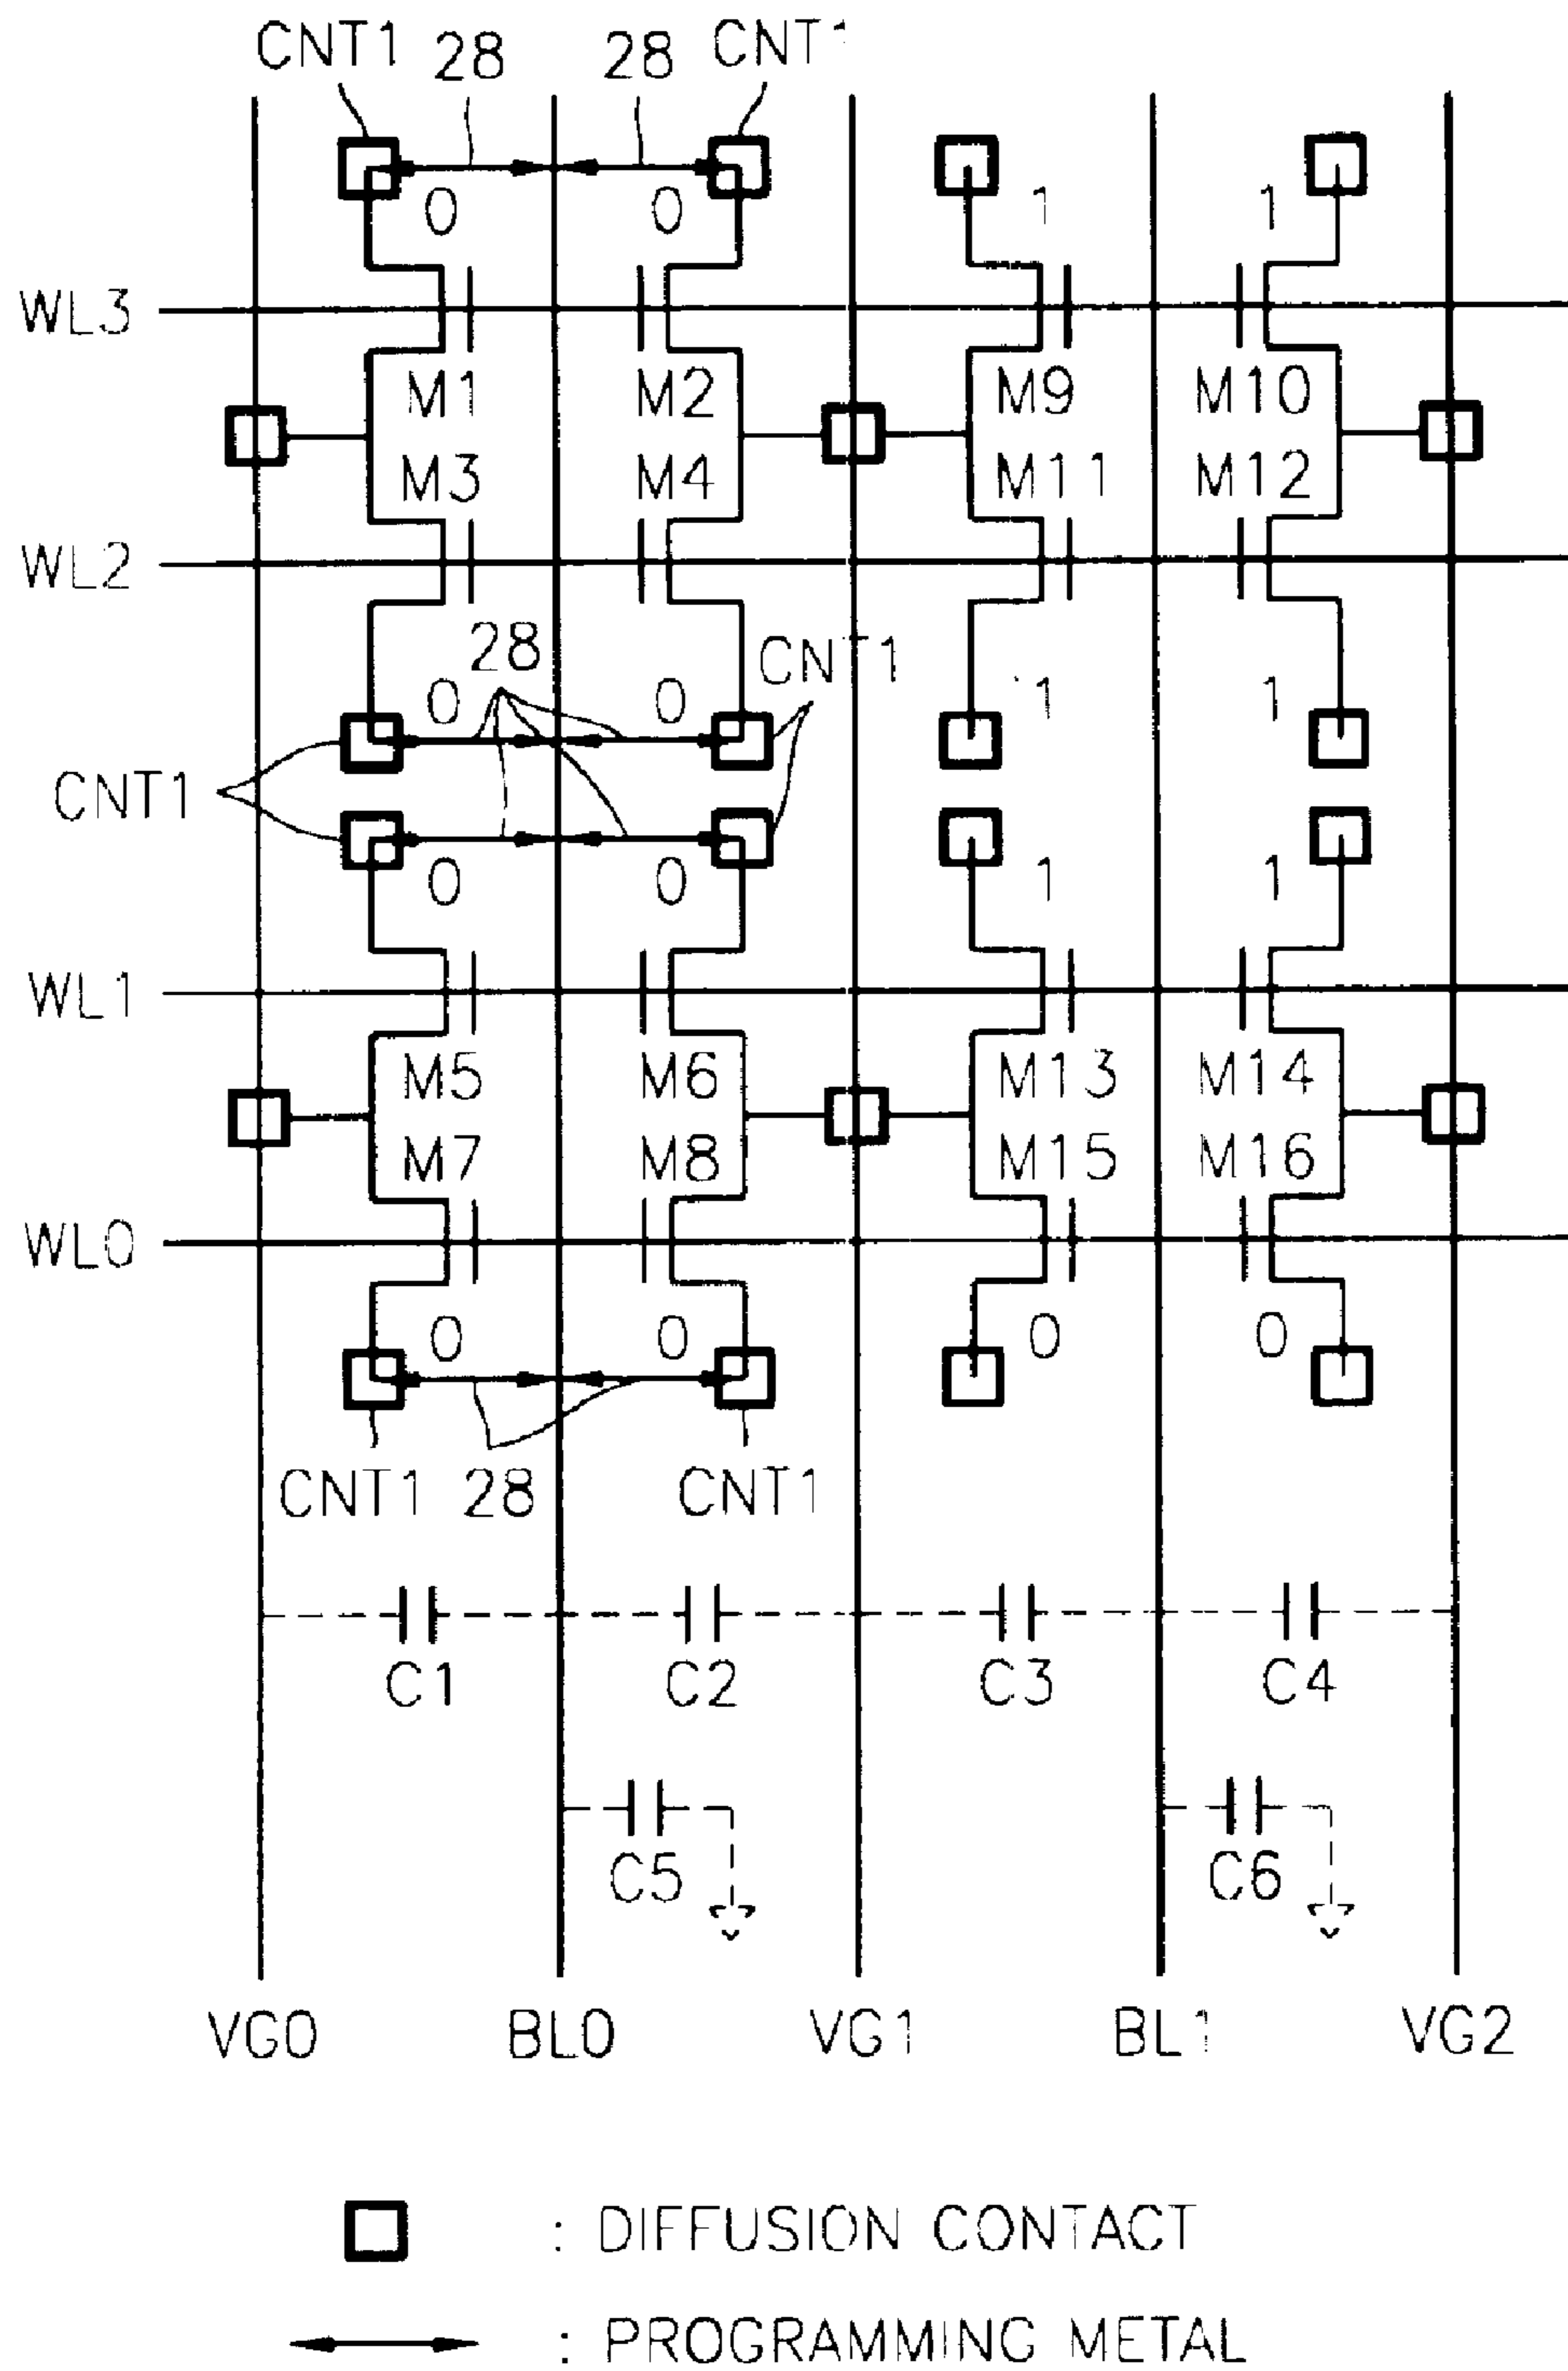 CNT1 28 28 CNT1
0 0 1 1
WL3
M1 M2 M9 M10
M3 M4 M11 M12
WL2
28 CNT1
0 0 1 1
CNT1
0 0 1 1
WL1
M5 M6 M13 M14
M7 M8 M15 M16
WL0
0 0 0 0
CNT1 28 CNT1
C1 C2 C3 C4
C5 C6
VG0 BL0 VG1 BL1 VG2
: DIFFUSION CONTACT
: PROGRAMMING METAL